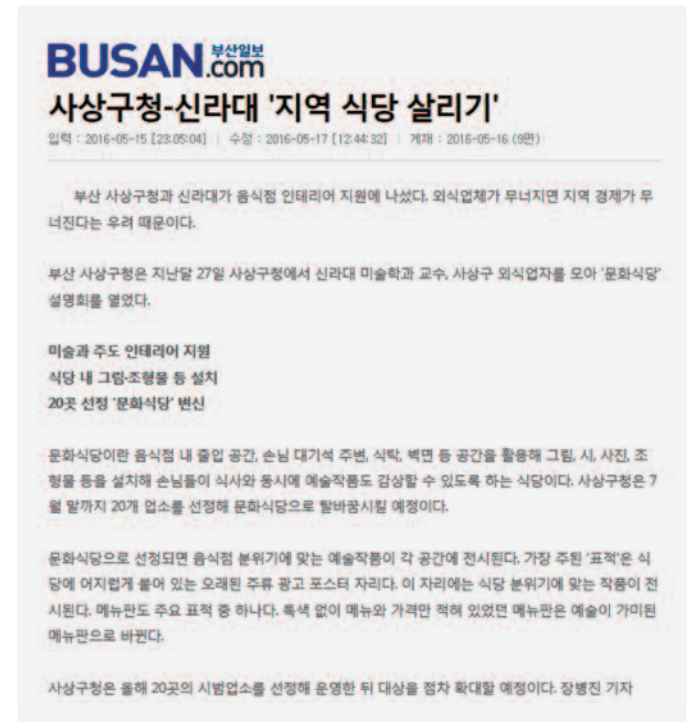 BUSAN.com 부산일보
사상구청-신라대 '지역 식당 살리기'
입력 : 2016-05-15 [23:05:04] | 수정 : 2016-05-17 [12:44:32] | 게재 : 2016-05-16 (9면)
부산 사상구청과 신라대가 음식점 인테리어 지원에 나섰다. 외식업체가 무너지면 지역 경제가 무
너진다는 우려 때문이다.
부산 사상구청은 지난달 27일 사상구청에서 신라대 미술학과 교수, 사상구 외식업자를 모아 '문화식당'
설명회를 열었다.
미술과 주도 인테리어 지원
식당 내 그림·조형물 등 설치
20곳 선정 '문화식당' 변신
문화식당이란 음식점 내 출입 공간, 손님 대기석 주변, 식탁, 벽면 등 공간을 활용해 그림, 시, 사진, 조
형물 등을 설치해 손님들이 식사와 동시에 예술작품도 감상할 수 있도록 하는 식당이다. 사상구청은 7
월 말까지 20개 업소를 선정해 문화식당으로 탈바꿈시킬 예정이다.
문화식당으로 선정되면 음식점 분위기에 맞는 예술작품이 각 공간에 전시된다. 가장 주된 '표적'은 식
당에 어지럽게 붙어 있는 오래된 주류 광고 포스터 자리다. 이 자리에는 식당 분위기에 맞는 작품이 전
시된다. 메뉴판도 주요 표적 중 하나다. 특색 없이 메뉴와 가격만 적혀 있었던 메뉴판은 예술이 가미된
메뉴판으로 바뀐다.
사상구청은 올해 20곳의 시범업소를 선정해 운영한 뒤 대상을 점차 확대할 예정이다. 장병진 기자